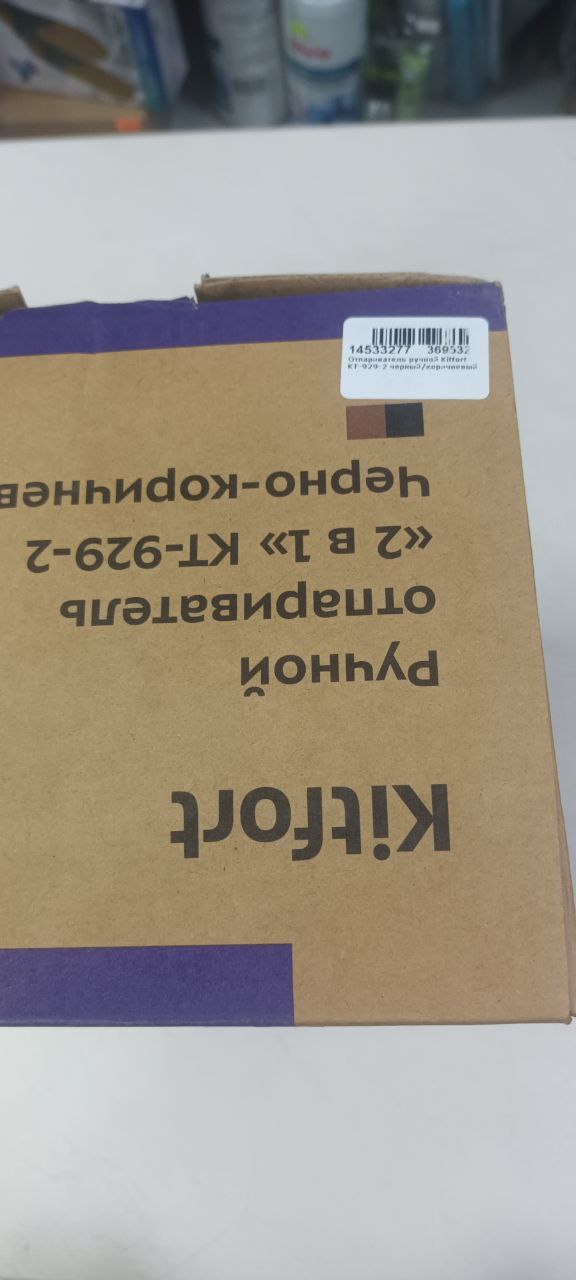 14533277 369532
Отпариватель ручной Kitfort
КТ-929-2 черный/коричневый
Kitfort
Ручной
отпариватель
«2 в 1» КТ-929-2
Черно-коричнев